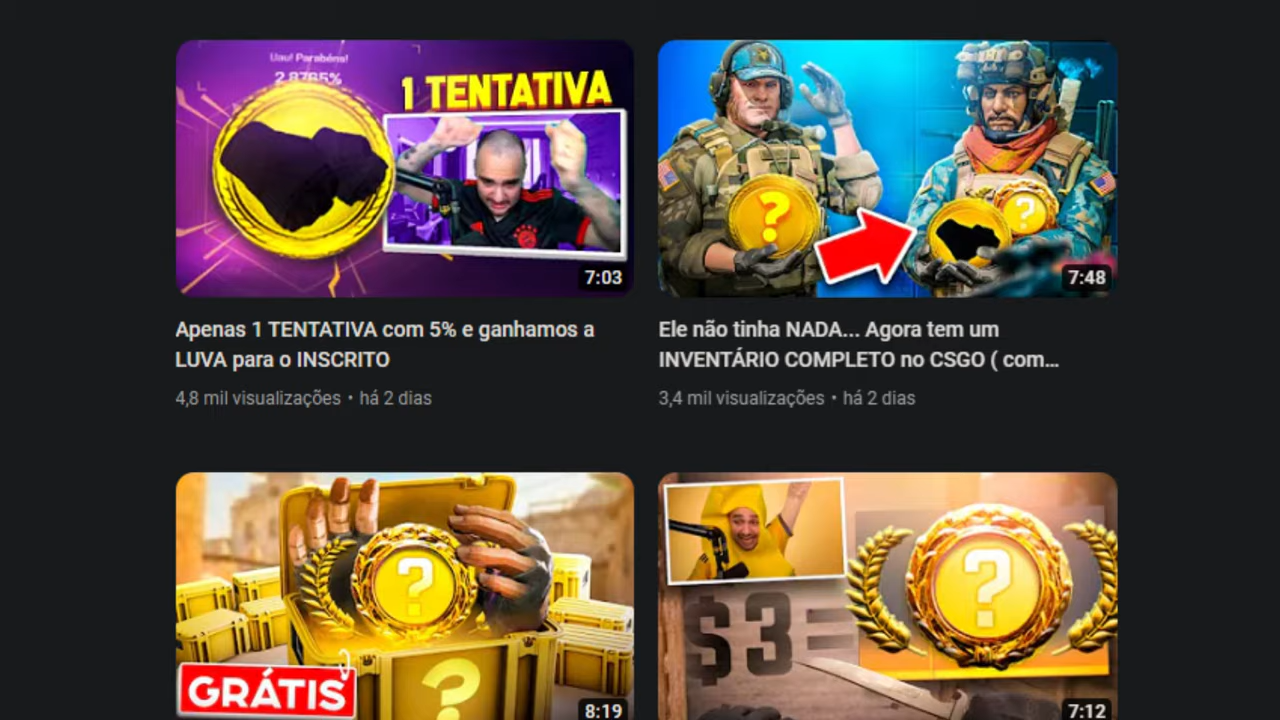 Uau! Parabéns!
2.8765%
1 TENTATIVA
7:03
7:48
Apenas 1 TENTATIVA com 5% e ganhamos a
LUVA para o INSCRITO
4,8 mil visualizações • há 2 dias
Ele não tinha NADA... Agora tem um
INVENTÁRIO COMPLETO no CSGO ( com...
3,4 mil visualizações • há 2 dias
?
?
?
?
GRÁTIS
8:19
?
$3=
7:12